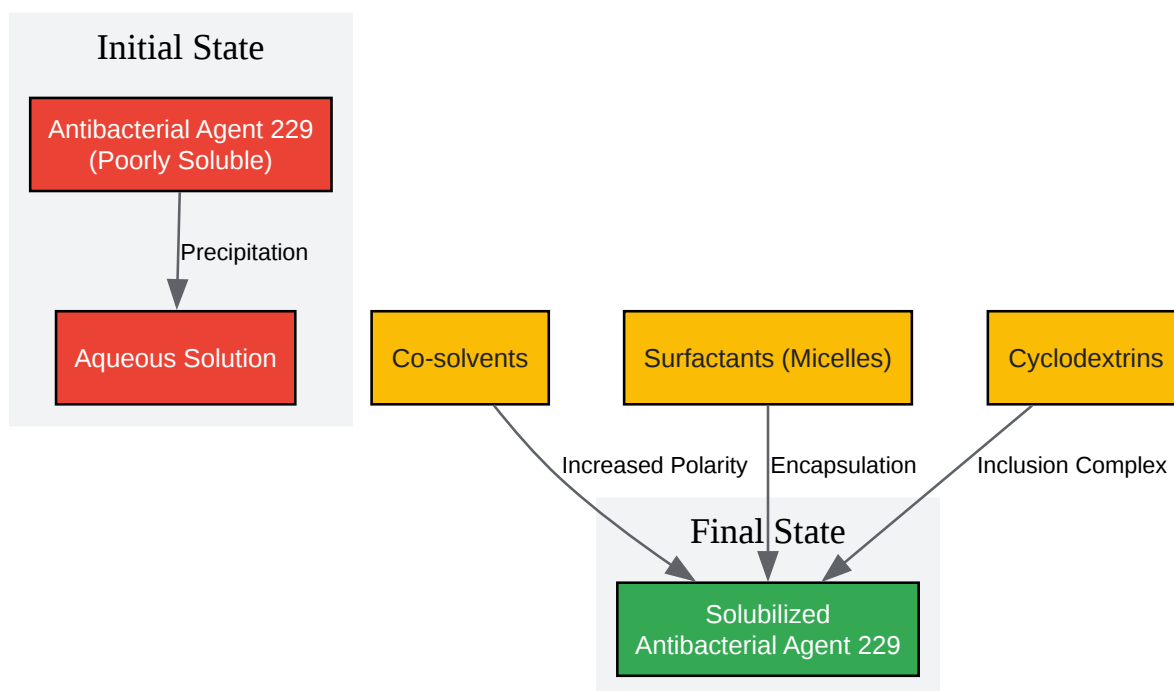 Initial State
Antibacterial Agent 229
(Poorly Soluble)
Precipitation
Aqueous Solution
Co-solvents
Surfactants (Micelles)
Cyclodextrins
Increased Polarity
Encapsulation
Inclusion Complex
Final State
Solubilized
Antibacterial Agent 229